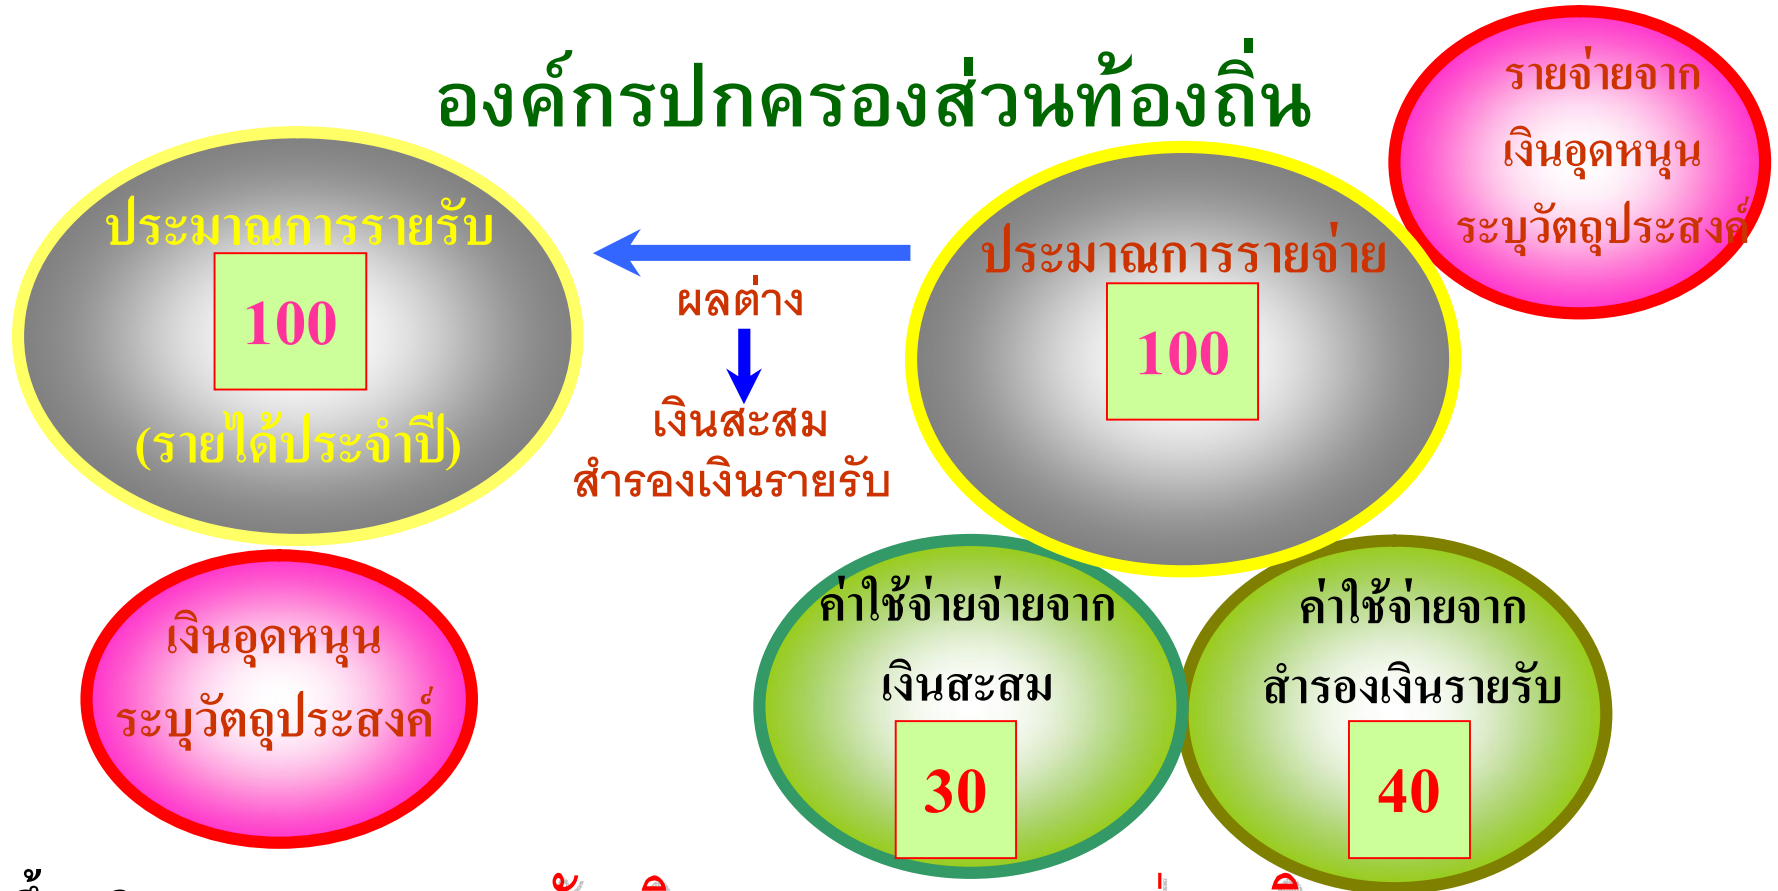 องค์กรปกครองส่วนท้องถิ่น
รายจ่ายจาก
เงินอุดหนุน
ระบุวัตถุประสงค์
ประมาณการรายรับ
100
(รายได้ประจำปี)
ผลต่าง
เงินสะสม
สำรองเงินรายรับ
ประมาณการรายจ่าย
100
เงินอุดหนุน
ระบุวัตถุประสงค์
ค่าใช้จ่ายจ่ายจาก
เงินสะสม
30
ค่าใช้จ่ายจาก
สำรองเงินรายรับ
40